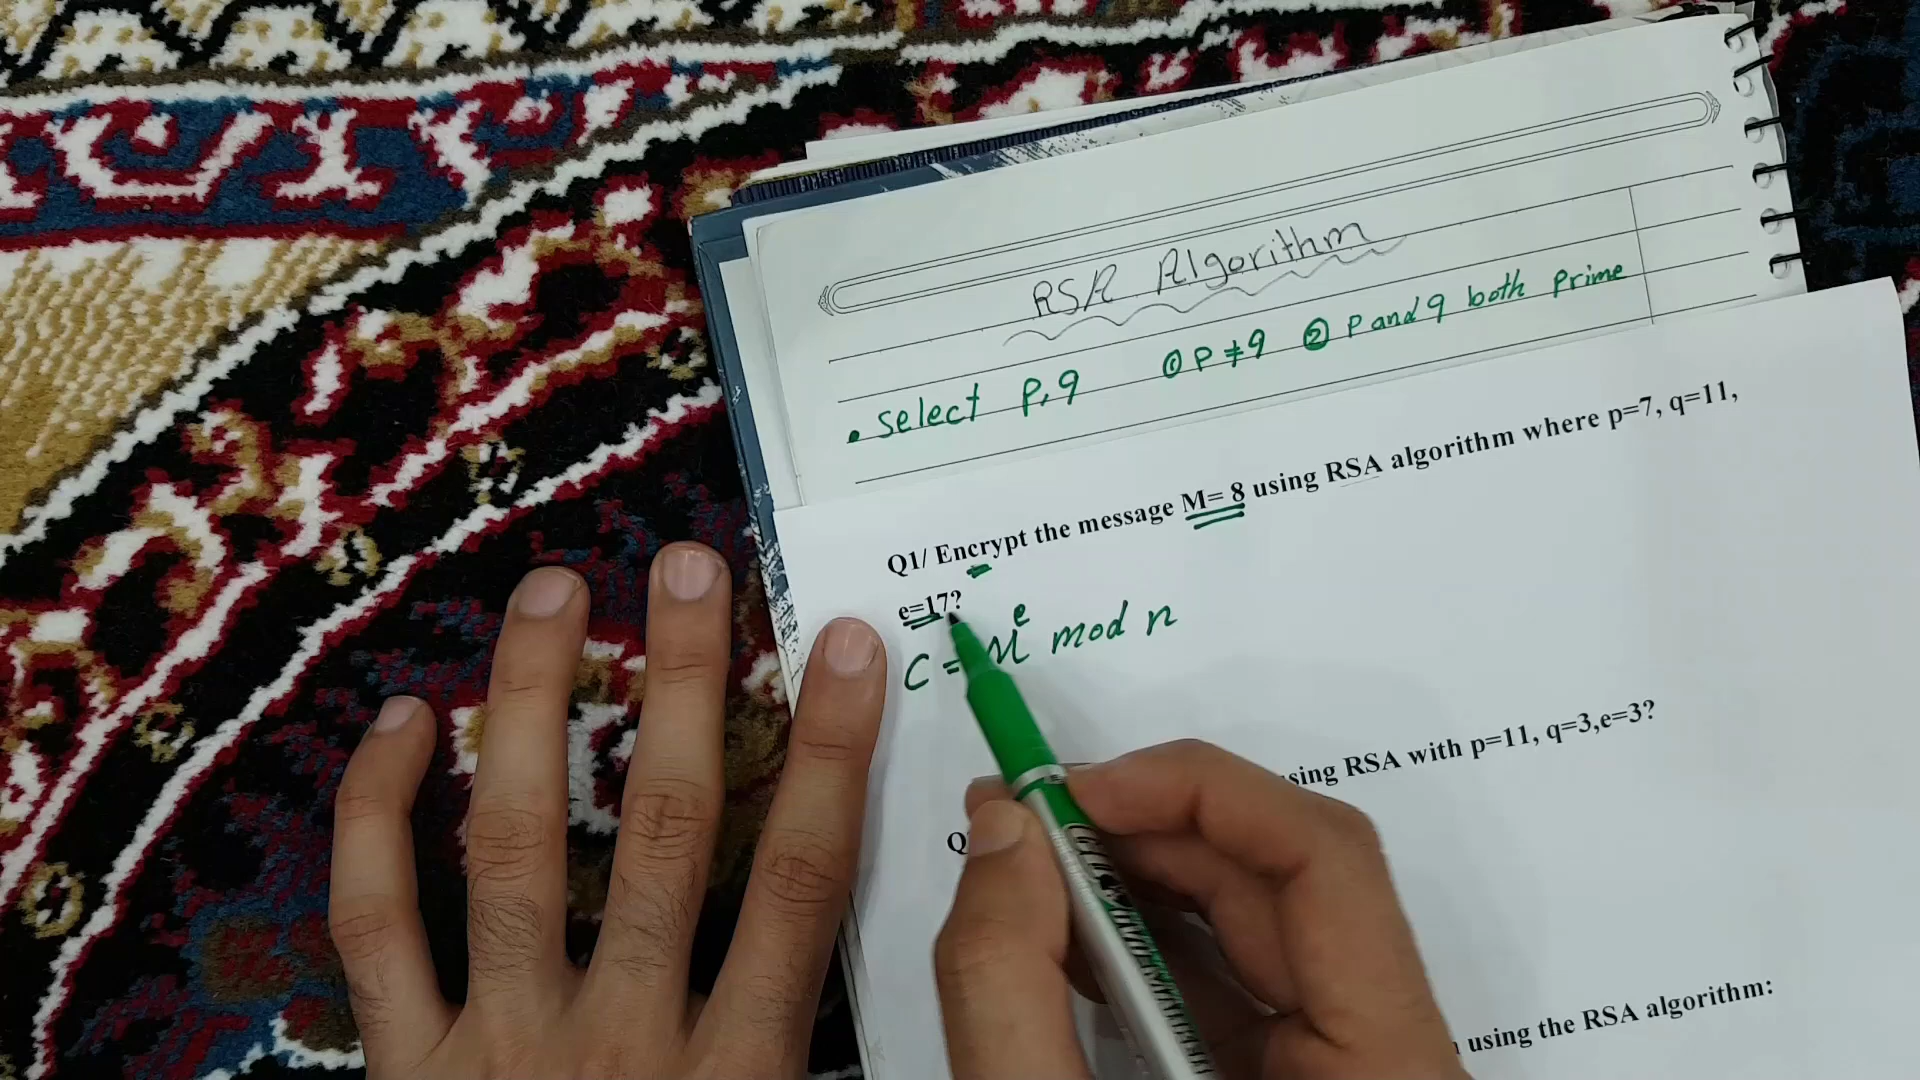 RSA Algorithm
• select p,q ① p ≠ q ② p and q both prime
Q1/ Encrypt the message M= 8 using RSA algorithm where p=7, q=11,
e=17?
C = M^e mod n
sing RSA with p=11, q=3,e=3?
Q
using the RSA algorithm: